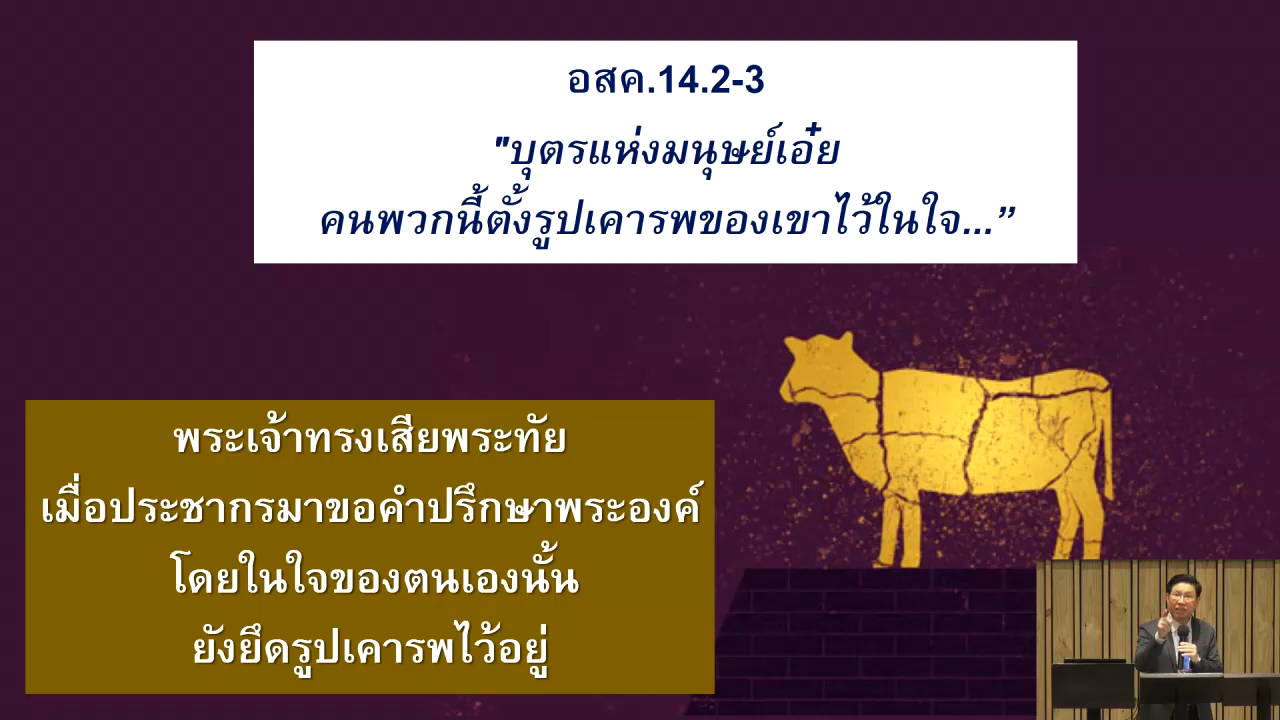 อสค.14.2-3
"บุตรแห่งมนุษย์เอ๋ย
คนพวกนี้ตั้งรูปเคารพของเขาไว้ในใจ...”
พระเจ้าทรงเสียพระทัย
เมื่อประชากรมาขอคำปรึกษาพระองค์
โดยในใจของตนเองนั้น
ยังยึดรูปเคารพไว้อยู่